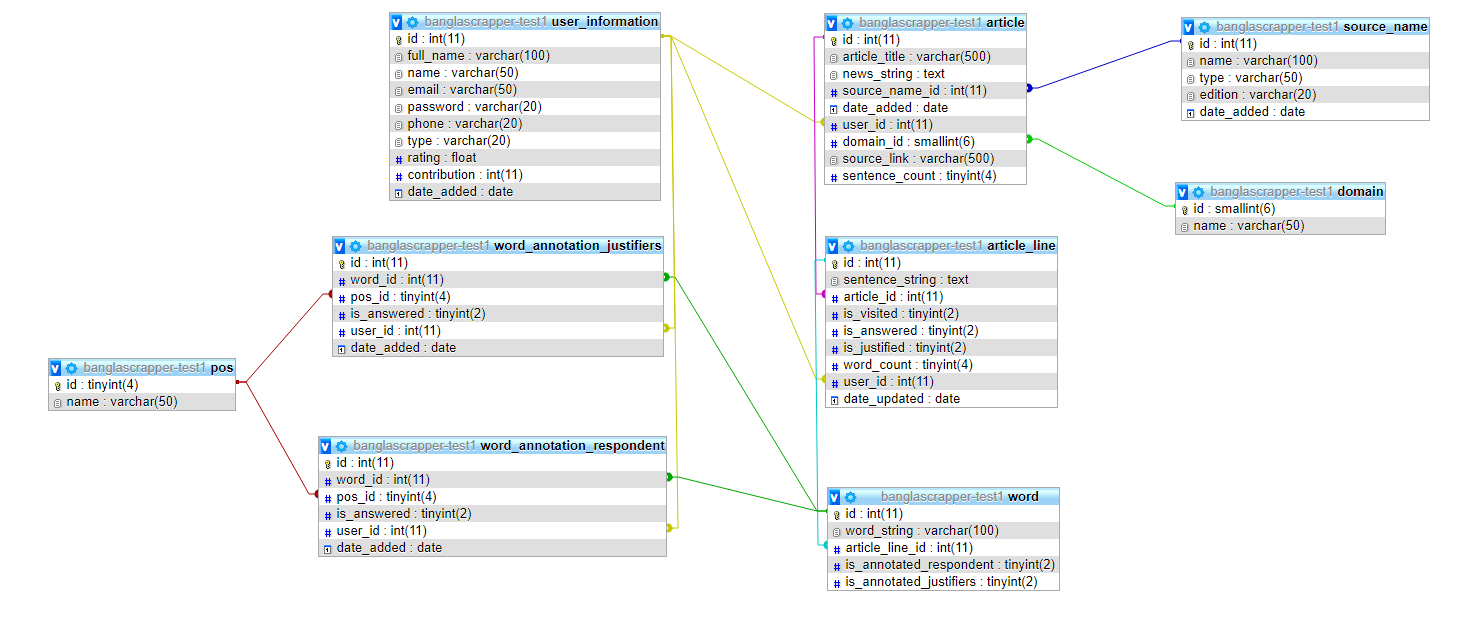 banglascrapper-test1 user_information
id : int(11)
full_name : varchar(100)
name : varchar(50)
email : varchar(50)
password : varchar(20)
phone : varchar(20)
type : varchar(20)
rating : float
contribution : int(11)
date_added : date
banglascrapper-test1 article
id : int(11)
article_title : varchar(500)
news_string : text
source_name_id : int(11)
date_added : date
user_id : int(11)
domain_id : smallint(6)
source_link : varchar(500)
sentence_count : tinyint(4)
banglascrapper-test1 source_name
id : int(11)
name : varchar(100)
type : varchar(50)
edition : varchar(20)
date_added : date
banglascrapper-test1 domain
id : smallint(6)
name : varchar(50)
banglascrapper-test1 word_annotation_justifiers
id : int(11)
word_id : int(11)
pos_id : tinyint(4)
is_answered : tinyint(2)
user_id : int(11)
date_added : date
banglascrapper-test1 article_line
id : int(11)
sentence_string : text
article_id : int(11)
is_visited : tinyint(2)
is_answered : tinyint(2)
is_justified : tinyint(2)
word_count : tinyint(4)
user_id : int(11)
date_updated : date
banglascrapper-test1 pos
id : tinyint(4)
name : varchar(50)
banglascrapper-test1 word_annotation_respondent
id : int(11)
word_id : int(11)
pos_id : tinyint(4)
is_answered : tinyint(2)
user_id : int(11)
date_added : date
banglascrapper-test1 word
id : int(11)
word_string : varchar(100)
article_line_id : int(11)
is_annotated_respondent : tinyint(2)
is_annotated_justifiers : tinyint(2)